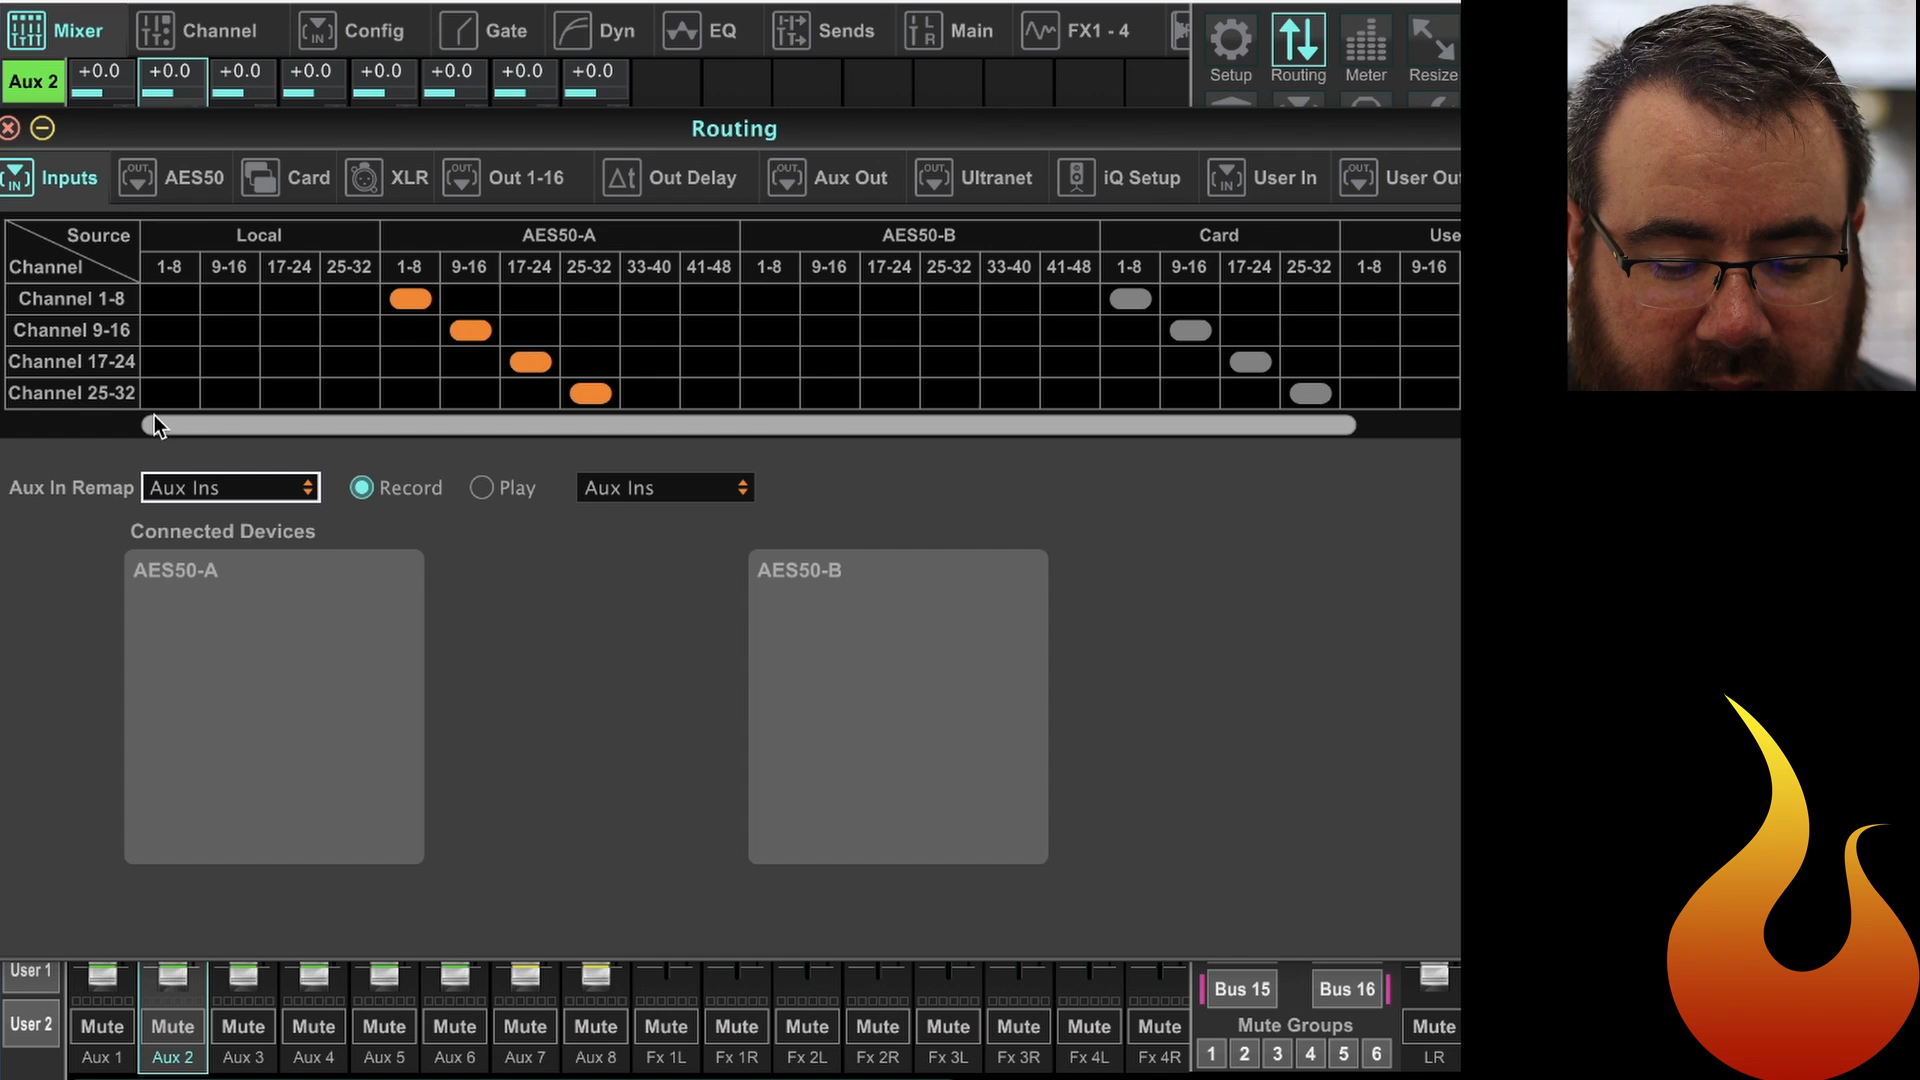 Mixer Channel Config Gate Dyn EQ Sends Main FX1 - 4
Setup Routing Meter Resize
Aux 2 +0.0 +0.0 +0.0 +0.0 +0.0 +0.0 +0.0 +0.0
Routing
Inputs AES50 Card XLR Out 1-16 Out Delay Aux Out Ultranet iQ Setup User In User Ou
Source Local AES50-A AES50-B Card Use
Channel 1-8 9-16 17-24 25-32 1-8 9-16 17-24 25-32 33-40 41-48 1-8 9-16 17-24 25-32 33-40 41-48 1-8 9-16 17-24 25-32 1-8 9-16
Channel 1-8
Channel 9-16
Channel 17-24
Channel 25-32
Aux In Remap Aux Ins Record Play Aux Ins
Connected Devices
AES50-A AES50-B
User 1
User 2
Bus 15 Bus 16
Mute Mute Mute Mute Mute Mute Mute Mute Mute Mute Mute Mute Mute Mute Mute Mute Mute Groups Mute
Aux 1 Aux 2 Aux 3 Aux 4 Aux 5 Aux 6 Aux 7 Aux 8 Fx 1L Fx 1R Fx 2L Fx 2R Fx 3L Fx 3R Fx 4L Fx 4R 1 2 3 4 5 6 LR